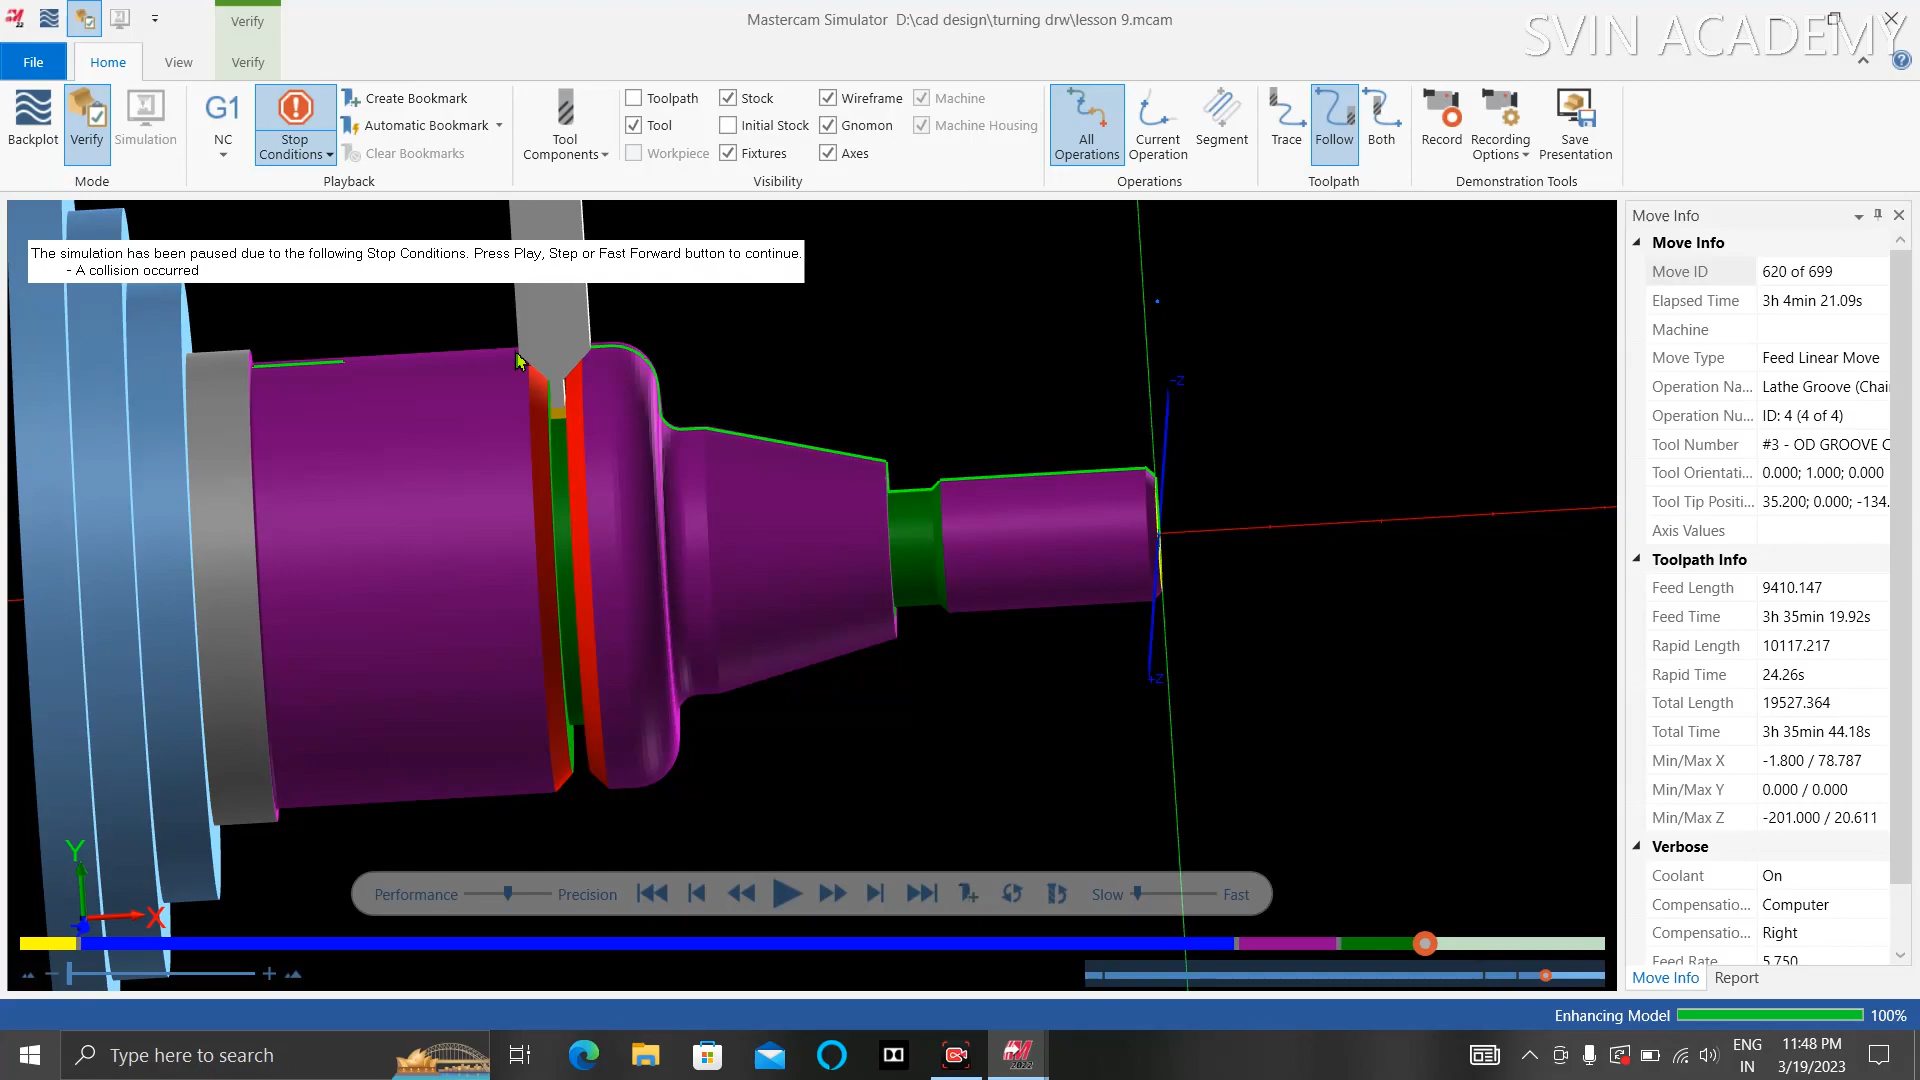 Verify
Mastercam Simulator D:\cad design\turning drw\lesson 9.mcam
SVIN ACADEMY
File
Home
View
Verify
Backplot
Verify
Simulation
Mode
G1
NC
Stop
Conditions
Create Bookmark
Automatic Bookmark
Clear Bookmarks
Playback
Tool
Components
Toolpath
Tool
Workpiece
Stock
Initial Stock
Fixtures
Wireframe
Gnomon
Axes
Machine
Machine Housing
Visibility
All
Operations
Current
Operation
Segment
Operations
Trace
Follow
Both
Toolpath
Record
Recording
Options
Save
Presentation
Demonstration Tools
The simulation has been paused due to the following Stop Conditions. Press Play, Step or Fast Forward button to continue.
- A collision occurred
-Z
+Z
Y
X
Performance
Precision
Slow
Fast
Move Info
Move Info
Move ID 620 of 699
Elapsed Time 3h 4min 21.09s
Machine
Move Type Feed Linear Move
Operation Na... Lathe Groove (Chai
Operation Nu... ID: 4 (4 of 4)
Tool Number #3 - OD GROOVE C
Tool Orientati... 0.000; 1.000; 0.000
Tool Tip Positi... 35.200; 0.000; -134.
Axis Values
Toolpath Info
Feed Length 9410.147
Feed Time 3h 35min 19.92s
Rapid Length 10117.217
Rapid Time 24.26s
Total Length 19527.364
Total Time 3h 35min 44.18s
Min/Max X -1.800 / 78.787
Min/Max Y 0.000 / 0.000
Min/Max Z -201.000 / 20.611
Verbose
Coolant On
Compensatio... Computer
Compensatio... Right
Feed Rate 5.750
Move Info
Report
Enhancing Model 100%
Type here to search
2022
ENG
IN
11:48 PM
3/19/2023